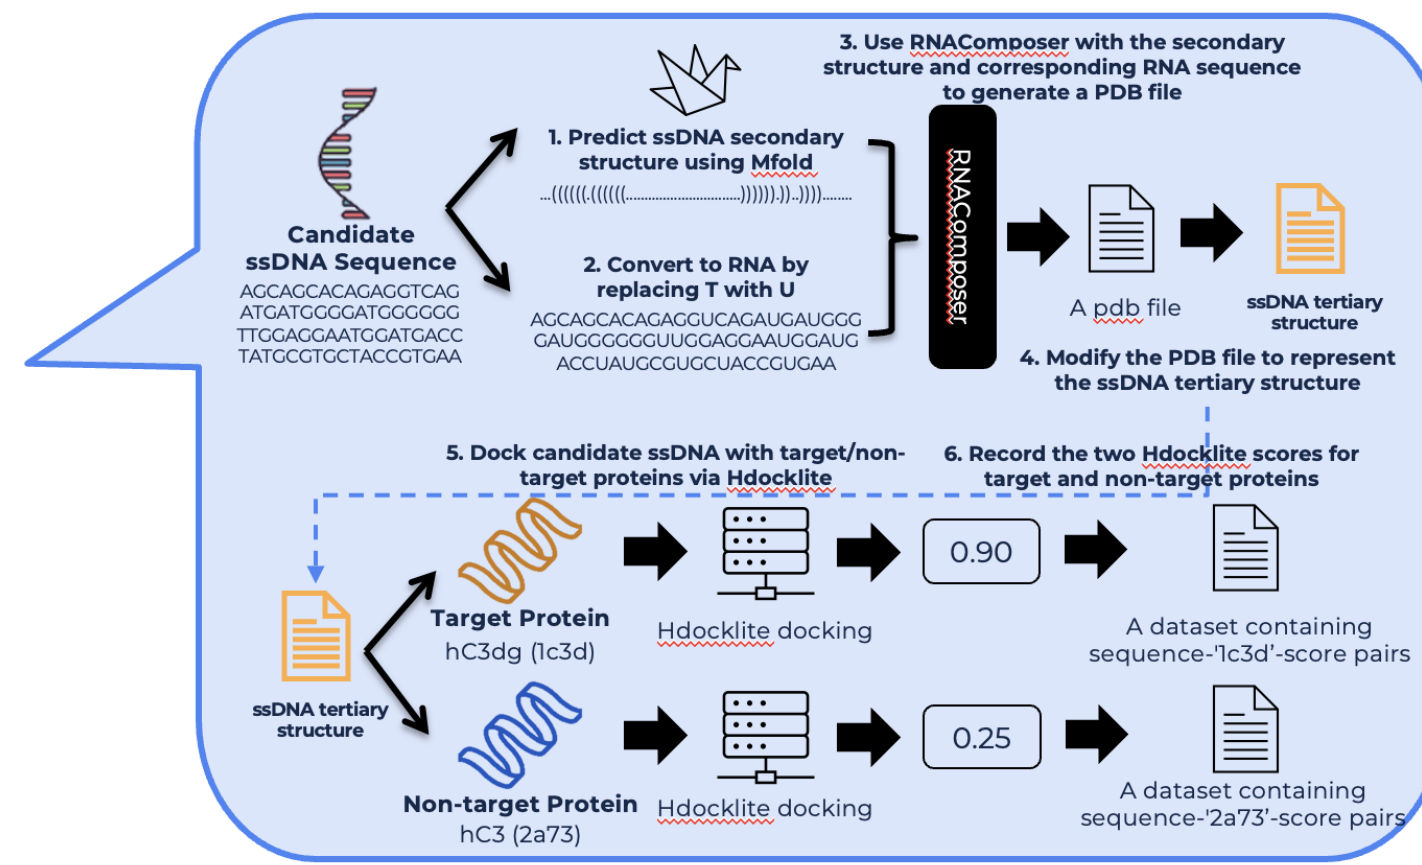 3. Use RNAComposer with the secondary
structure and corresponding RNA sequence
to generate a PDB file
1. Predict ssDNA secondary
structure using Mfold
RNAComposer
Candidate
ssDNA Sequence
AGCAGCACAGAGGTCAG
ATGATGGGGATGGGGGG
TTGGAGGAATGGATGACC
TATGCGTGCTACCGTGAA
2. Convert to RNA by
replacing T with U
AGCAGCACAGAGGUCAGAUGAUGGG
GAUGGGGGGUUGGAGGAAUGGAUG
ACCUAUGCGUGCUACCGUGAA
A pdb file
ssDNA tertiary
structure
4. Modify the PDB file to represent
the ssDNA tertiary structure
5. Dock candidate ssDNA with target/non-
target proteins via Hdocklite
6. Record the two Hdocklite scores for
target and non-target proteins
ssDNA tertiary
structure
Target Protein
hC3dg (1c3d)
Hdocklite docking
0.90
A dataset containing
sequence-'1c3d’-score pairs
Non-target Protein
hC3 (2a73)
Hdocklite docking
0.25
A dataset containing
sequence-'2a73’-score pairs